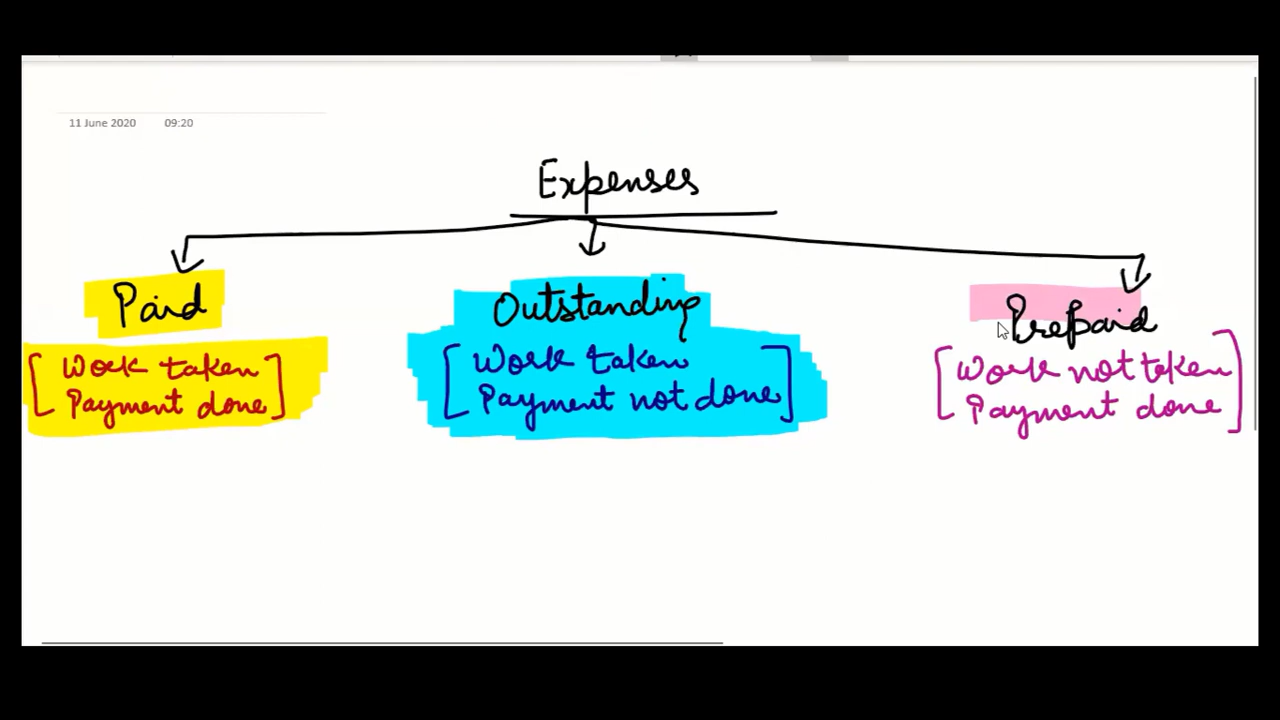 11 June 2020 09:20
Expenses
Paid
Outstanding
Prepaid
[Work taken
Payment done]
[Work taken
Payment not done]
[Work not taken
Payment done]